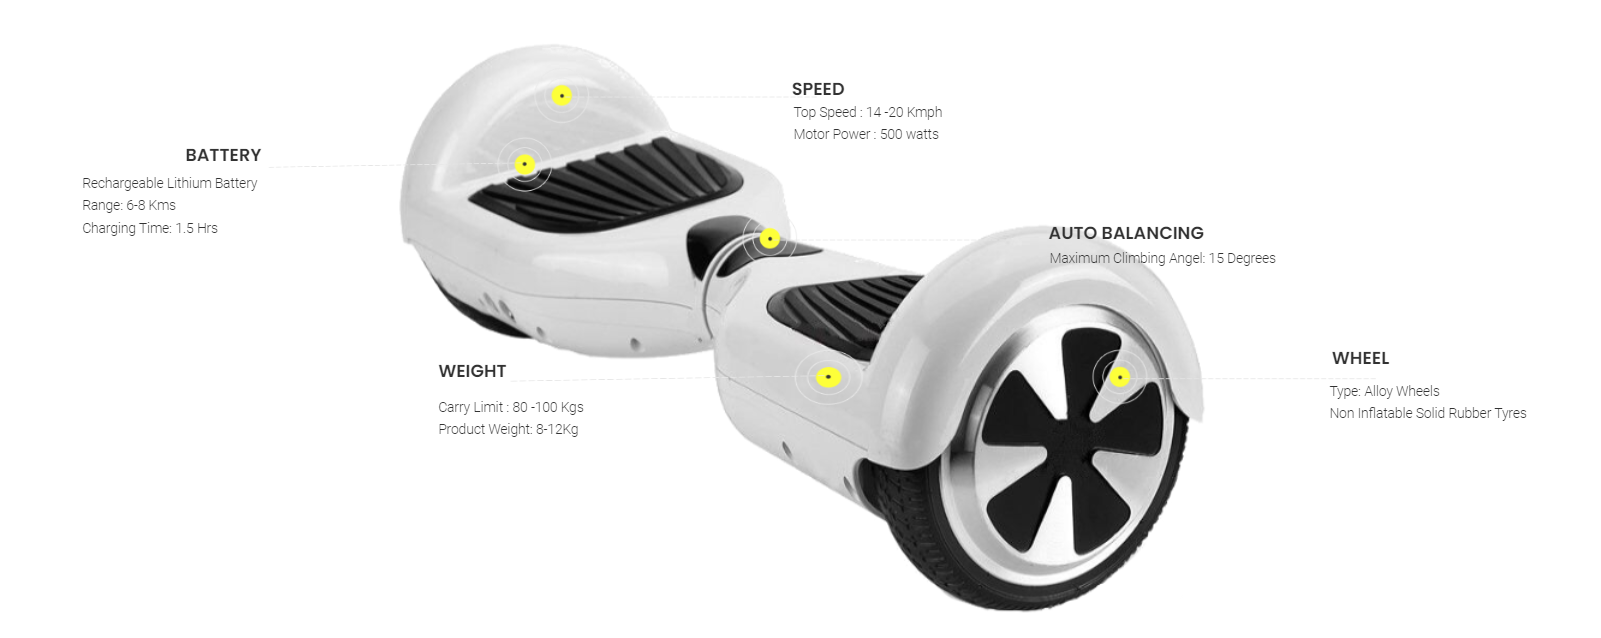 SPEED
Top Speed : 14 -20 Kmph
Motor Power : 500 watts
BATTERY
Rechargeable Lithium Battery
Range: 6-8 Kms
Charging Time: 1.5 Hrs
AUTO BALANCING
Maximum Climbing Angel: 15 Degrees
WEIGHT
Carry Limit : 80 -100 Kgs
Product Weight: 8-12Kg
WHEEL
Type: Alloy Wheels
Non Inflatable Solid Rubber Tyres